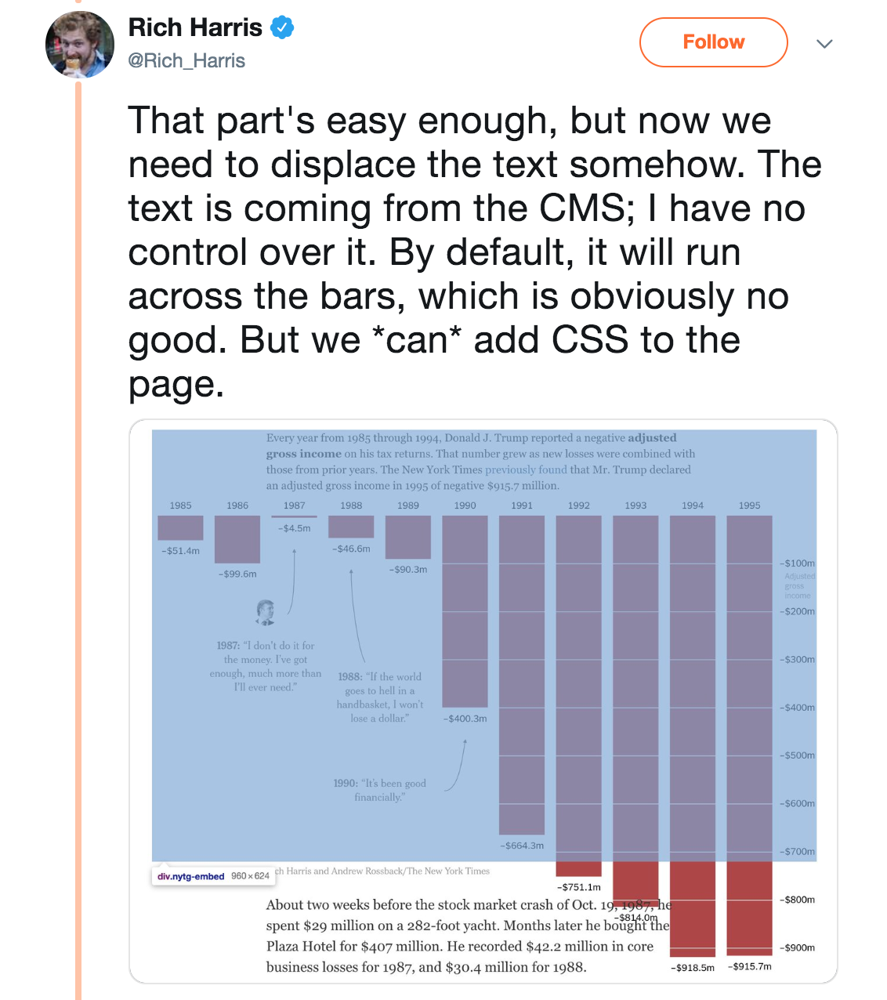 Rich Harris
@Rich_Harris
Follow
That part's easy enough, but now we
need to displace the text somehow. The
text is coming from the CMS; I have no
control over it. By default, it will run
across the bars, which is obviously no
good. But we *can* add CSS to the
page.
Every year from 1985 through 1994, Donald J. Trump reported a negative adjusted
gross income on his tax returns. That number grew as new losses were combined with
those from prior years. The New York Times previously found that Mr. Trump declared
an adjusted gross income in 1995 of negative $915.7 million.
1985 1986 1987 1988 1989 1990 1991 1992 1993 1994 1995
-$4.5m
-$51.4m
-$46.6m
-$99.6m
-$90.3m
-$100m
Adjusted
gross
income
-$200m
1987: “I don't do it for
the money. I've got
enough, much more than
I'll ever need.”
-$300m
1988: “If the world
goes to hell in a
handbasket, I won't
lose a dollar.”
-$400m
-$400.3m
-$500m
1990: “It's been good
financially.”
-$600m
-$664.3m
-$700m
div.nytg-embed 960×624
ch Harris and Andrew Rossback/The New York Times
-$751.1m
-$800m
About two weeks before the stock market crash of Oct. 19, 1987, he
-$814.0m
spent $29 million on a 282-foot yacht. Months later he bought the
Plaza Hotel for $407 million. He recorded $42.2 million in core
-$900m
business losses for 1987, and $30.4 million for 1988.
-$918.5m -$915.7m